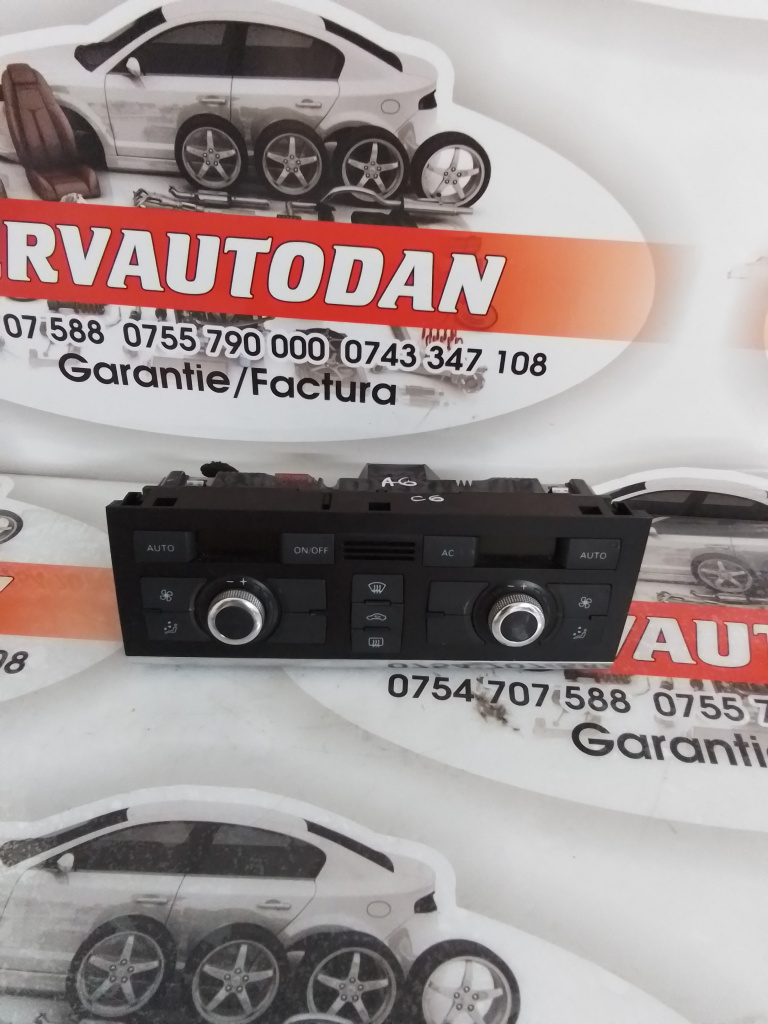 RVAUTODAN
07 588 0755 790 000 0743 347 108
Garantie/Factura
A6
C6
AUTO
ON/OFF
AC
AUTO
- +
08
VAUT
0754 707 588 0755 7
Garanti